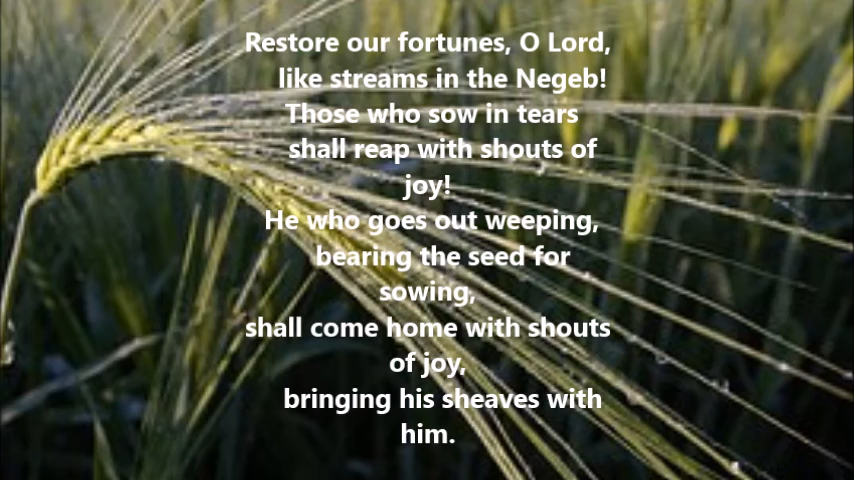 Restore our fortunes, O Lord,
like streams in the Negeb!
Those who sow in tears
shall reap with shouts of
joy!
He who goes out weeping,
bearing the seed for
sowing,
shall come home with shouts
of joy,
bringing his sheaves with
him.